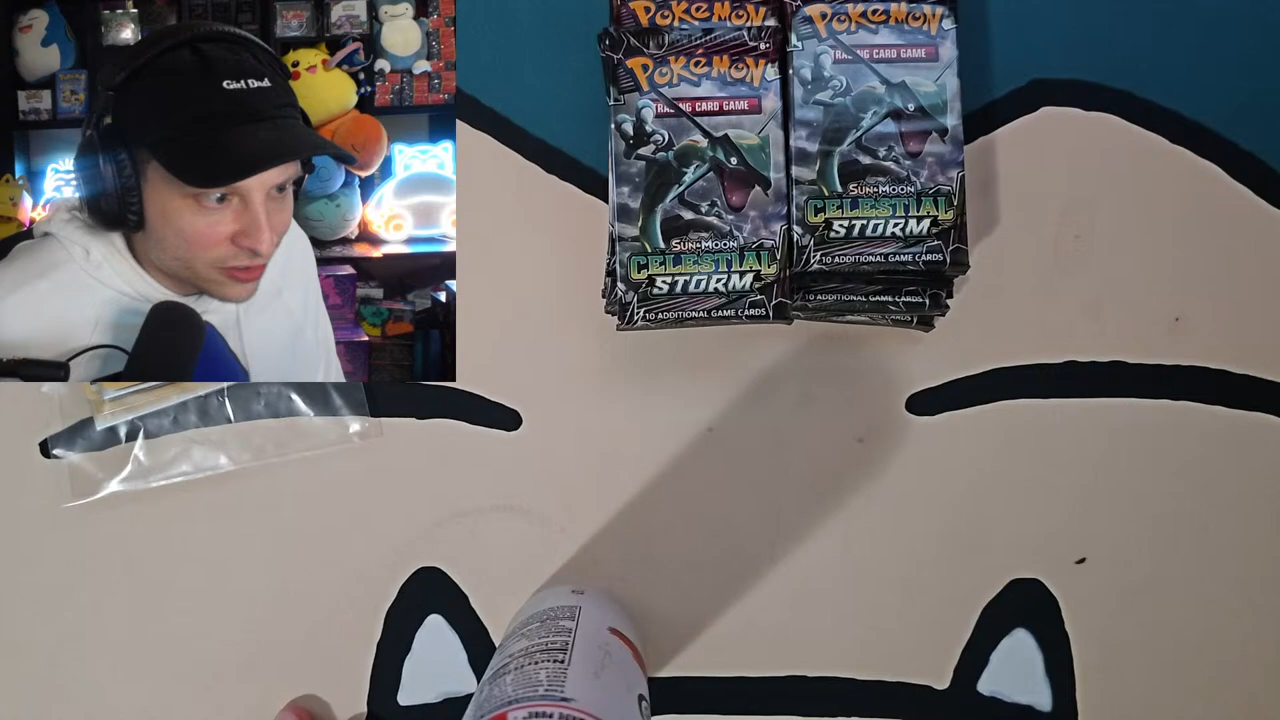 Girl Dad
POKÉMON
POKÉMON
TRADING CARD GAME
SUN & MOON
CELESTIAL
STORM
10 ADDITIONAL GAME CARDS
POKÉMON
TRADING CARD GAME
SUN & MOON
CELESTIAL
STORM
10 ADDITIONAL GAME CARDS
10 ADDITIONAL GAME CARDS